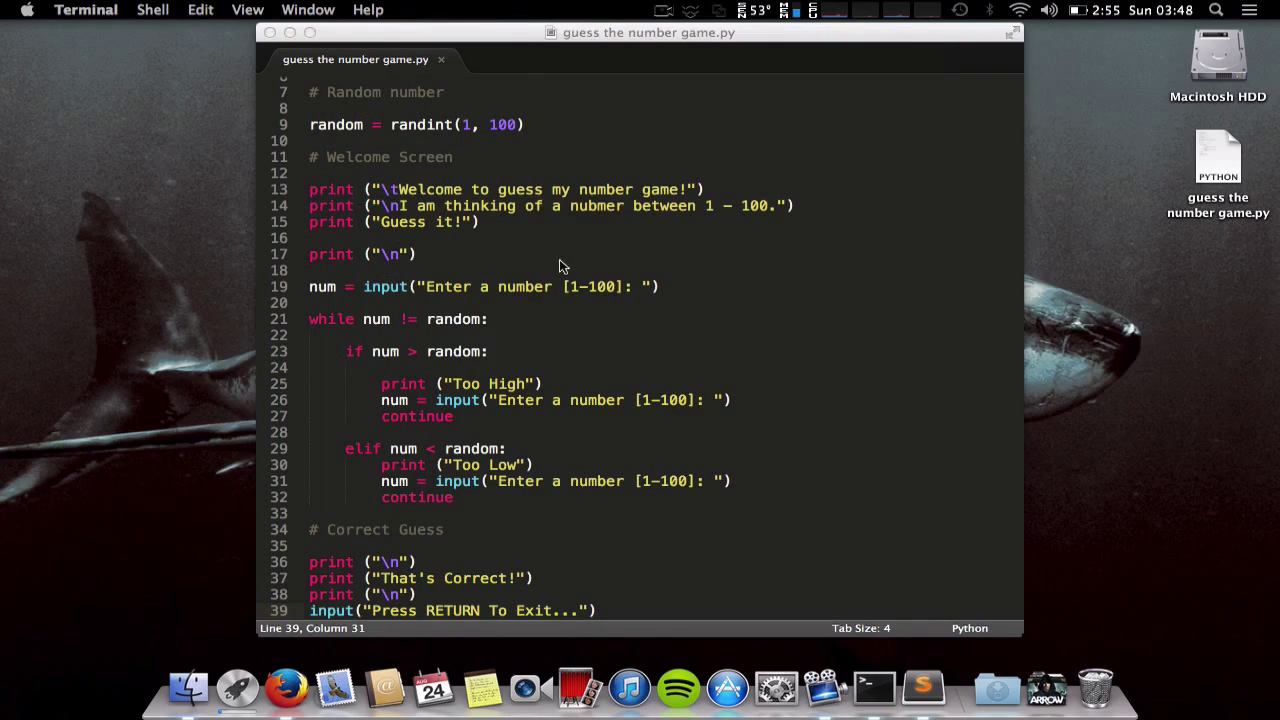 Terminal Shell Edit View Window Help 53° 2:55 Sun 03:48
guess the number game.py
guess the number game.py ×
6
7 # Random number
8
9 random = randint(1, 100)
10
11 # Welcome Screen
12
13 print ("\tWelcome to guess my number game!")
14 print ("\nI am thinking of a nubmer between 1 - 100.")
15 print ("Guess it!")
16
17 print ("\n")
18
19 num = input("Enter a number [1-100]: ")
20
21 while num != random:
22
23 if num > random:
24
25 print ("Too High")
26 num = input("Enter a number [1-100]: ")
27 continue
28
29 elif num < random:
30 print ("Too Low")
31 num = input("Enter a number [1-100]: ")
32 continue
33
34 # Correct Guess
35
36 print ("\n")
37 print ("That's Correct!")
38 print ("\n")
39 input("Press RETURN To Exit...")
Line 39, Column 31 Tab Size: 4 Python
Macintosh HDD
PYTHON
guess the
number game.py
AUG
24
ARROW